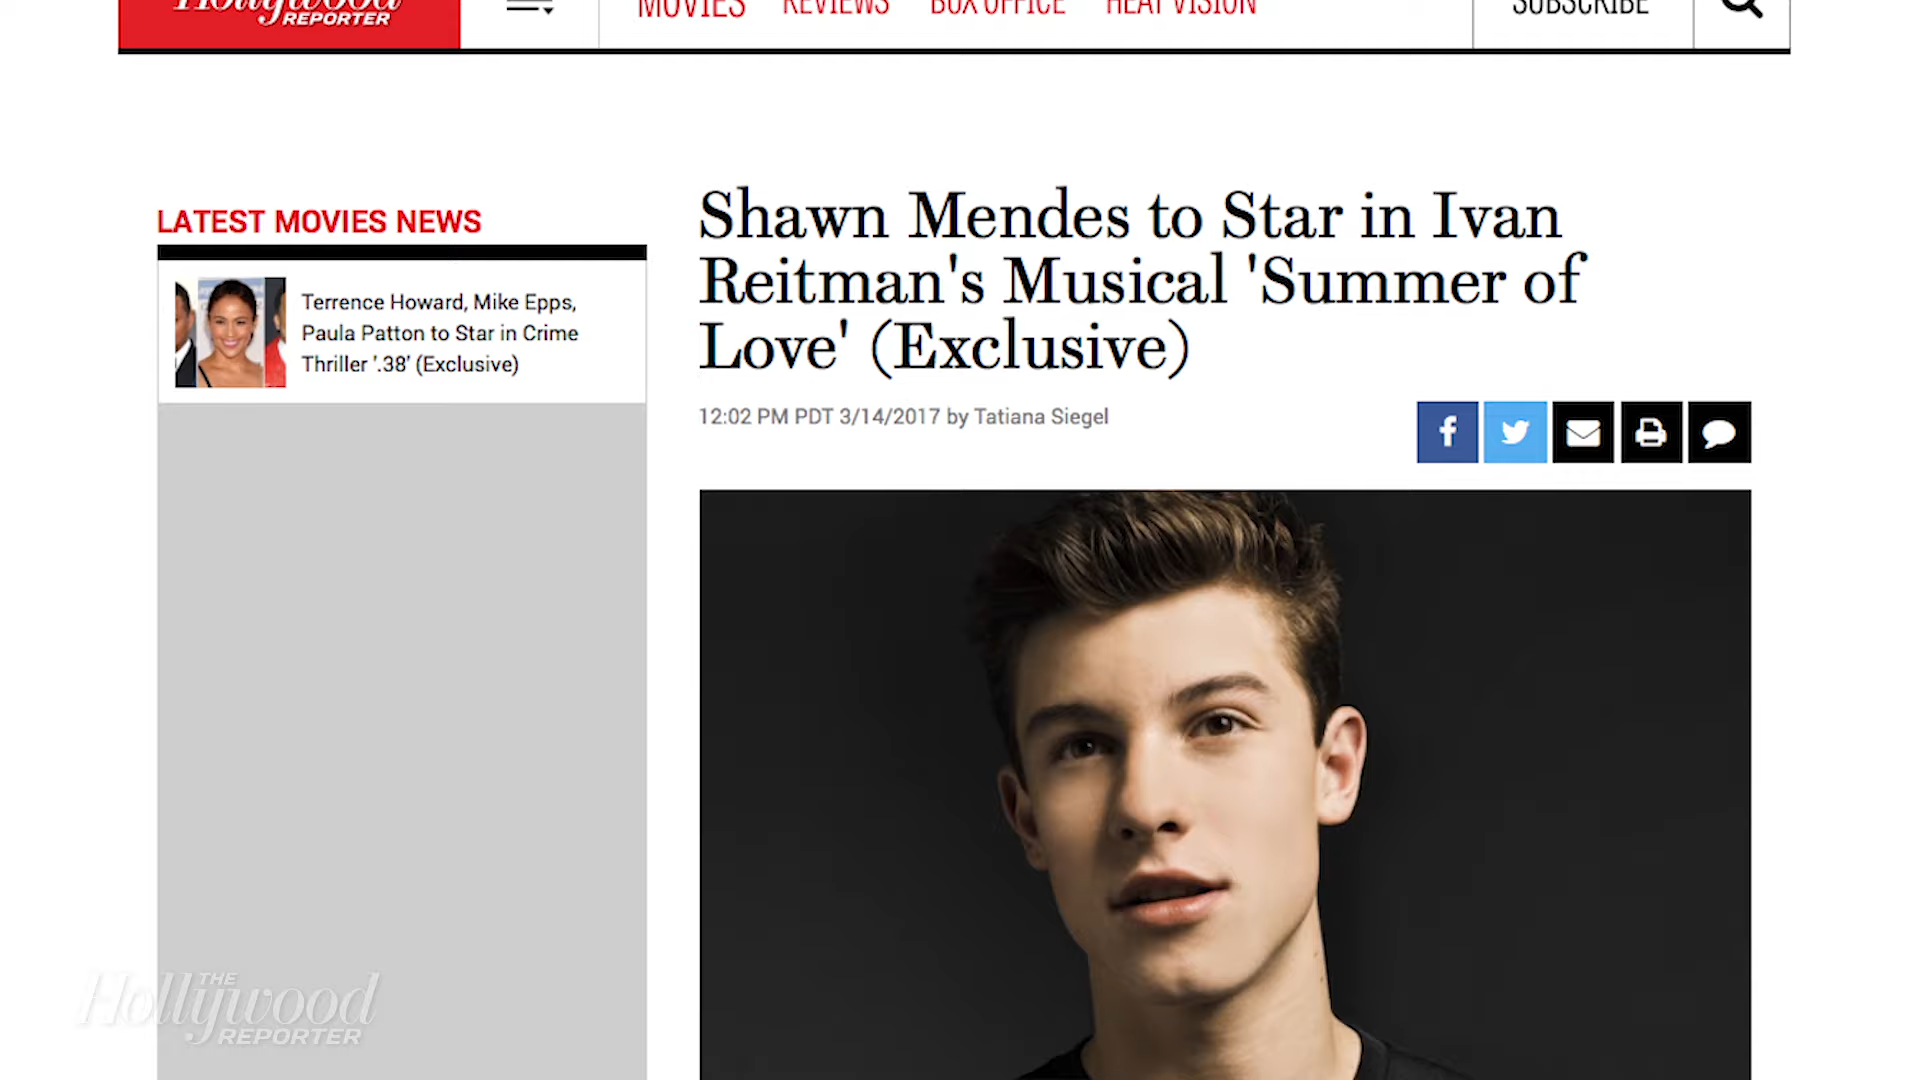 Hollywood
REPORTER
MOVIES REVIEWS BOX OFFICE HEAT VISION
SUBSCRIBE
LATEST MOVIES NEWS
Terrence Howard, Mike Epps,
Paula Patton to Star in Crime
Thriller '.38' (Exclusive)
Shawn Mendes to Star in Ivan
Reitman's Musical 'Summer of
Love' (Exclusive)
12:02 PM PDT 3/14/2017 by Tatiana Siegel
THE
Hollywood
REPORTER